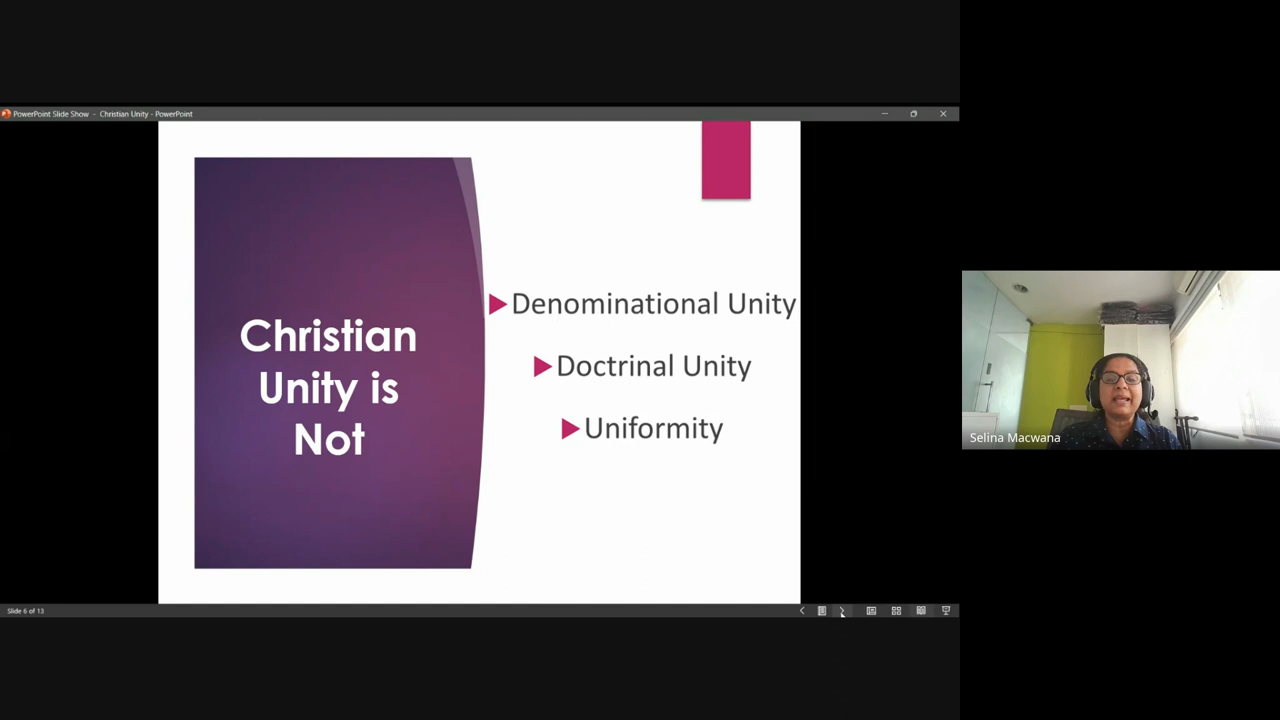 PowerPoint Slide Show - Christian Unity - PowerPoint
Christian
Unity is
Not
Denominational Unity
Doctrinal Unity
Uniformity
Selina Macwana
Slide 6 of 13